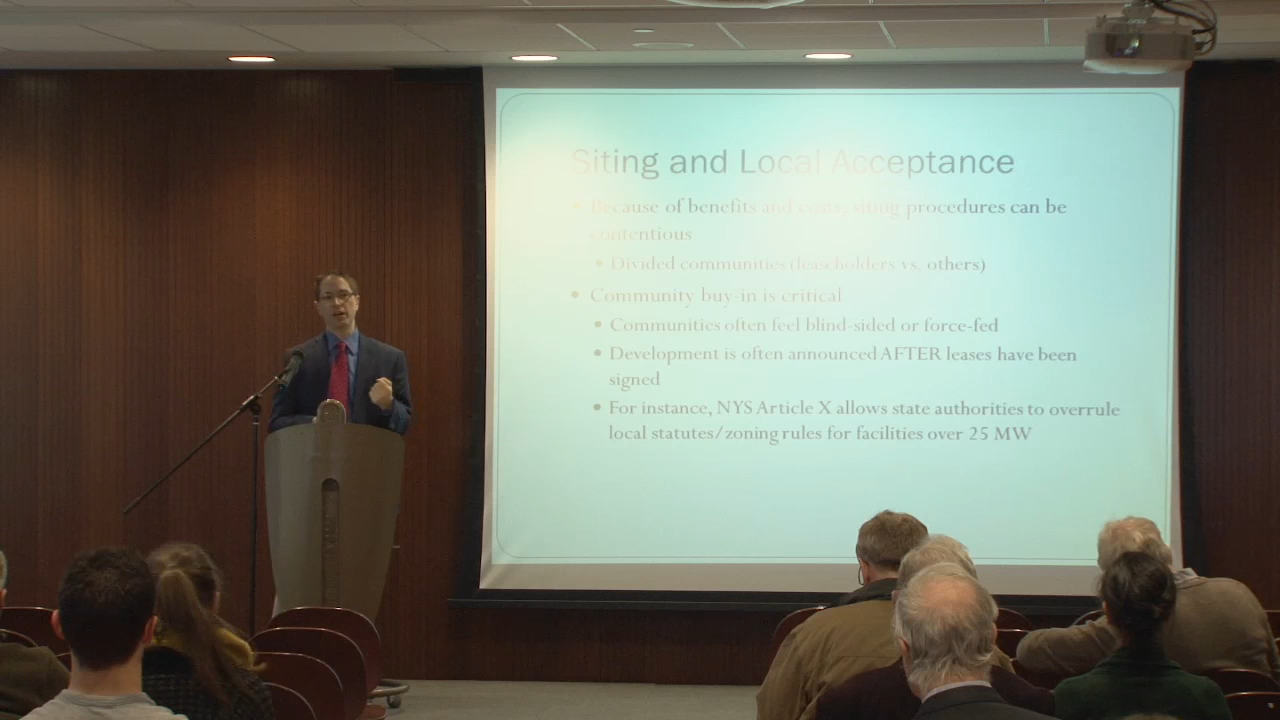 Siting and Local Acceptance
Because of benefits and costs, siting procedures can be
contentious
Divided communities (leaseholders vs. others)
Community buy-in is critical
Communities often feel blind-sided or force-fed
Development is often announced AFTER leases have been
signed
For instance, NYS Article X allows state authorities to overrule
local statutes/zoning rules for facilities over 25 MW